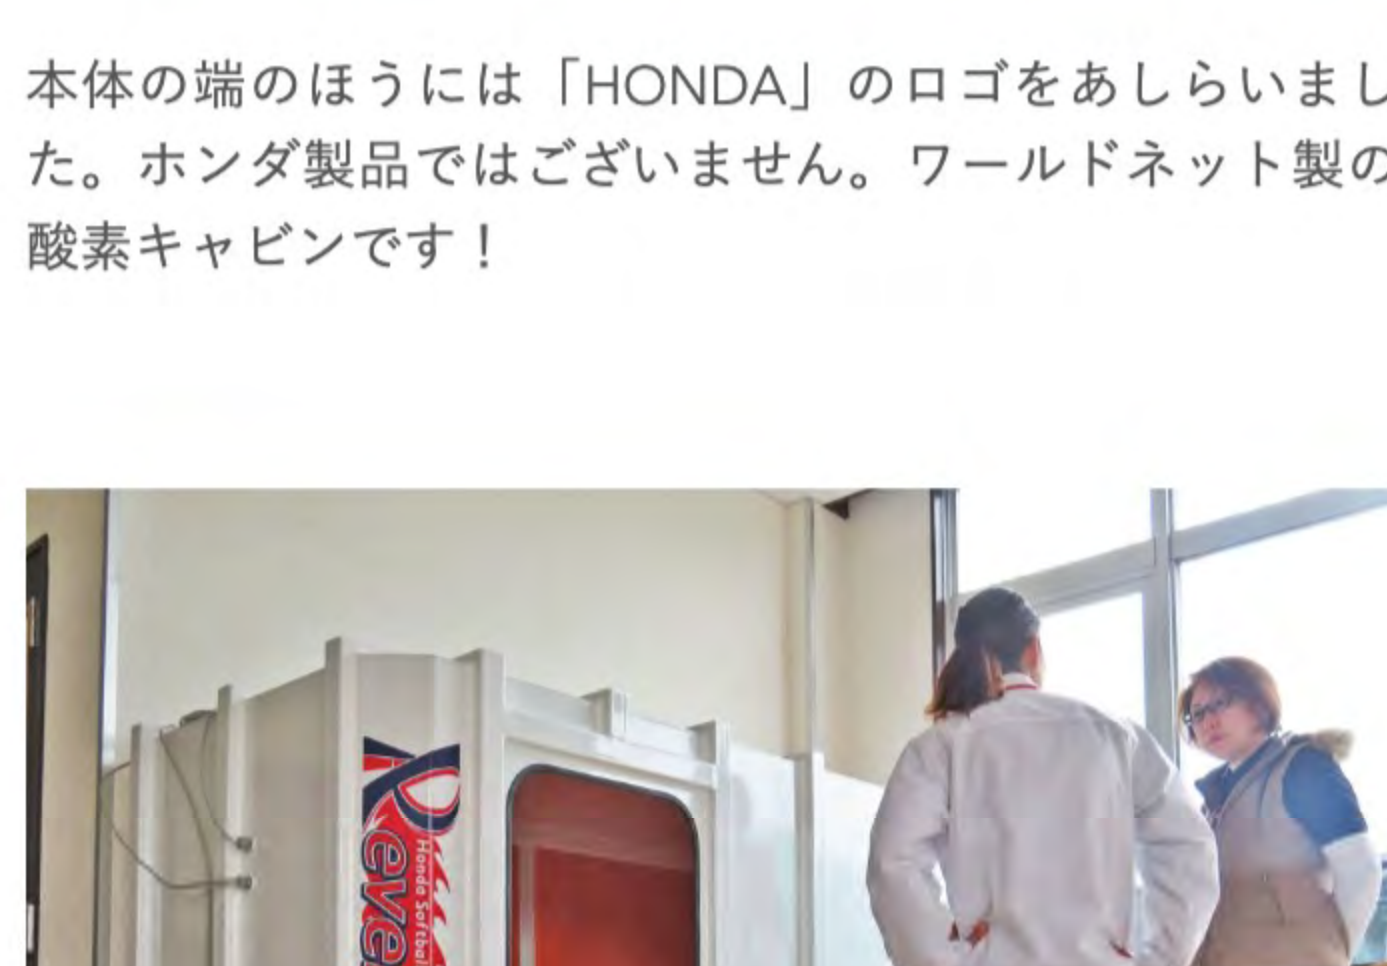 本体の端のほうには「HONDA」のロゴをあしらいまし
た。ホンダ製品ではございません。ワールドネット製の
酸素キャビンです！
Reve
Honda Softbal